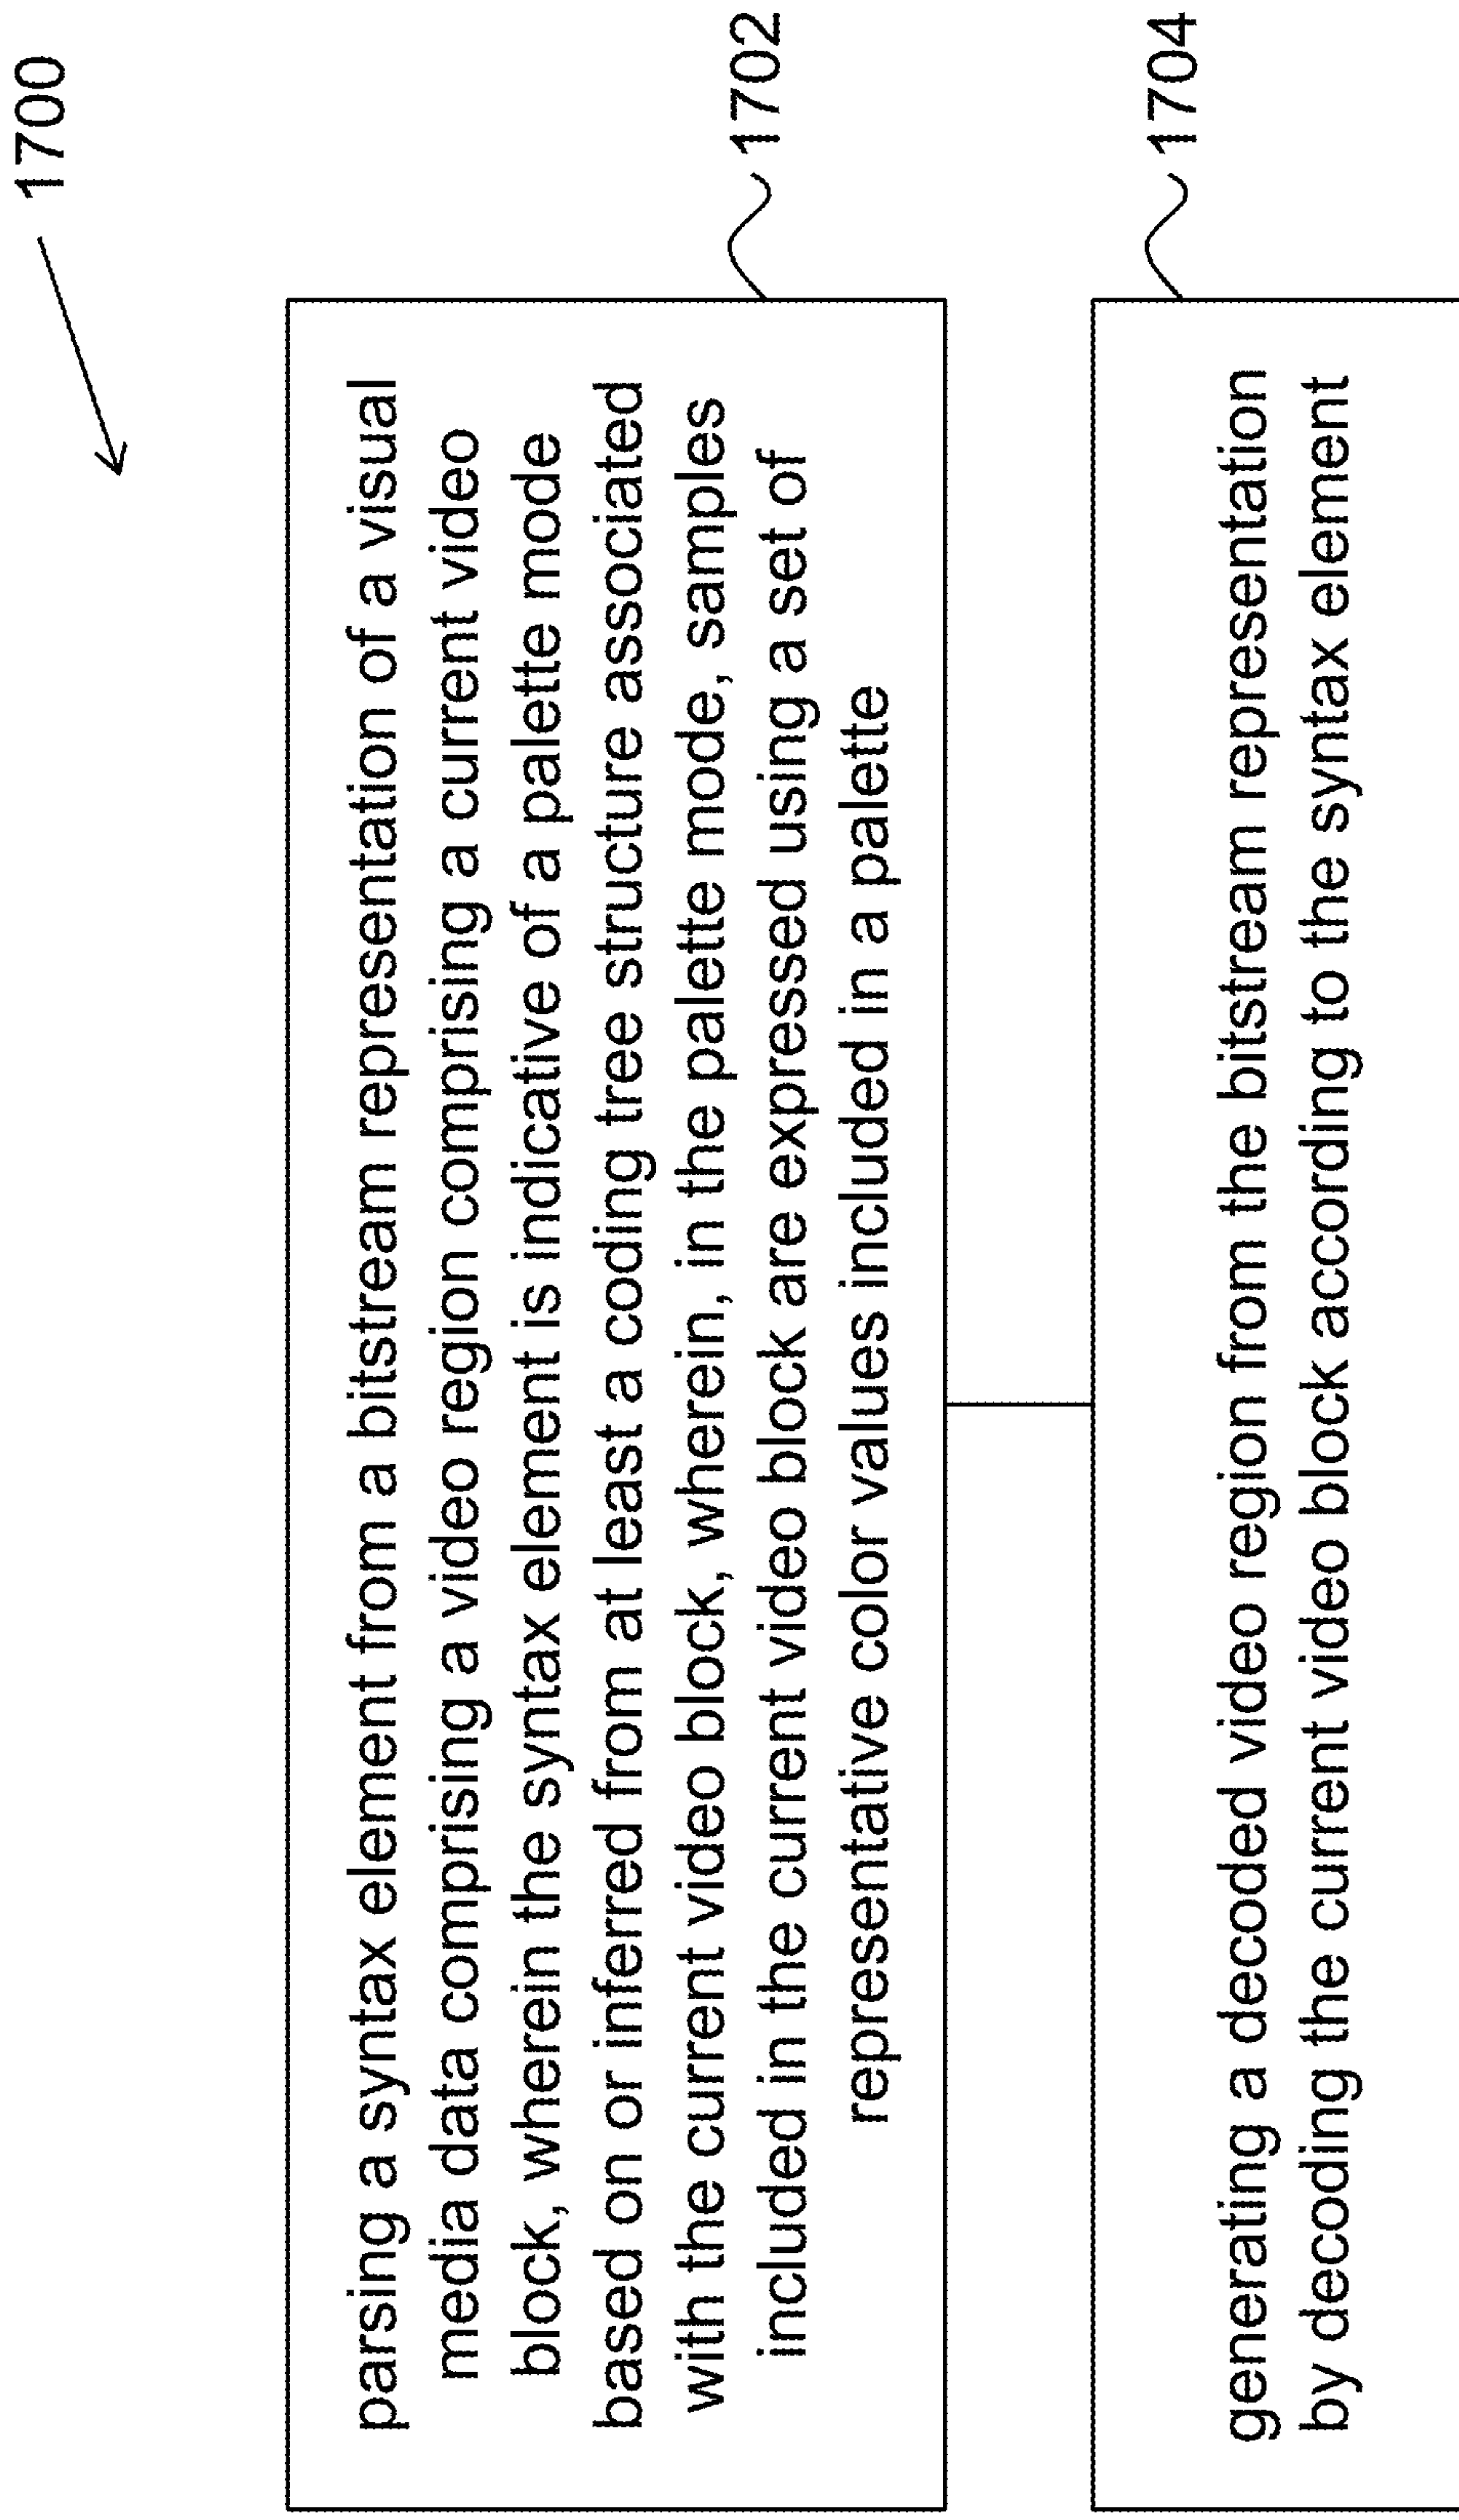 1700
parsing a syntax element from a bitstream representation of a visual
media data comprising a video region comprising a current video
block, wherein the syntax element is indicative of a palette mode
based on or inferred from at least a coding tree structure associated
with the current video block, wherein, in the palette mode, samples
included in the current video block are expressed using a set of
representative color values included in a palette
1702
generating a decoded video region from the bitstream representation
by decoding the current video block according to the syntax element
1704